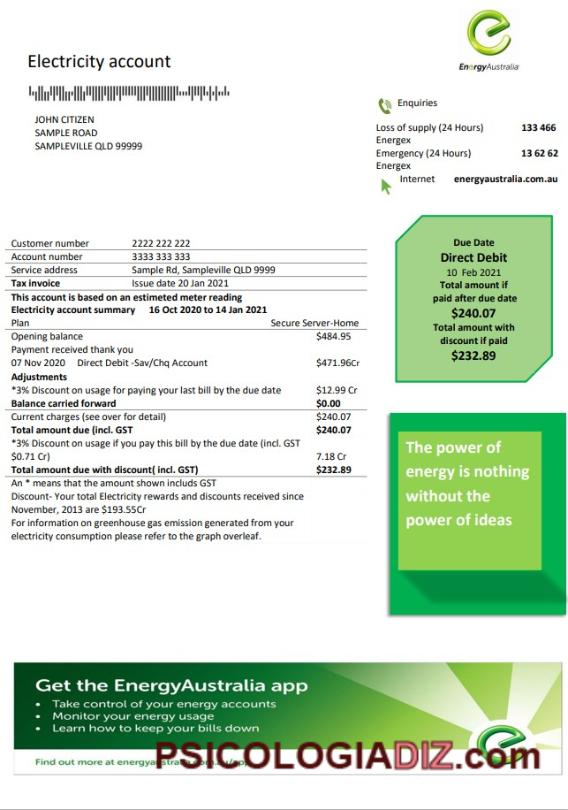 Electricity account
EnergyAustralia
JOHN CITIZEN
SAMPLE ROAD
SAMPLEVILLE QLD 99999
Enquiries
Loss of supply (24 Hours) 133 466
Energex
Emergency (24 Hours) 13 62 62
Energex
Internet energyaustralia.com.au
Customer number 2222 222 222
Account number 3333 333 333
Service address Sample Rd, Sampleville QLD 9999
Tax invoice Issue date 20 Jan 2021
This account is based on an estimeted meter reading
Electricity account summary 16 Oct 2020 to 14 Jan 2021
Plan Secure Server-Home
Opening balance $484.95
Payment received thank you
07 Nov 2020 Direct Debit -Sav/Chq Account $471.96Cr
Adjustments
*3% Discount on usage for paying your last bill by the due date $12.99 Cr
Balance carried forward $0.00
Current charges (see over for detail) $240.07
Total amount due (incl. GST $240.07
*3% Discount on usage if you pay this bill by the due date (incl. GST
$0.71 Cr) 7.18 Cr
Total amount due with discount( incl. GST) $232.89
An * means that the amount shown includs GST
Discount- Your total Electricity rewards and discounts received since
November, 2013 are $193.55Cr
For information on greenhouse gas emission generated from your
electricity consumption please refer to the graph overleaf.
Due Date
Direct Debit
10 Feb 2021
Total amount if
paid after due date
$240.07
Total amount with
discount if paid
$232.89
The power of
energy is nothing
without the
power of ideas
Get the EnergyAustralia app
• Take control of your energy accounts
• Monitor your energy usage
• Learn how to keep your bills down
Find out more at energyaustralia.com.au/app
PSICOLOGIADIZ.com